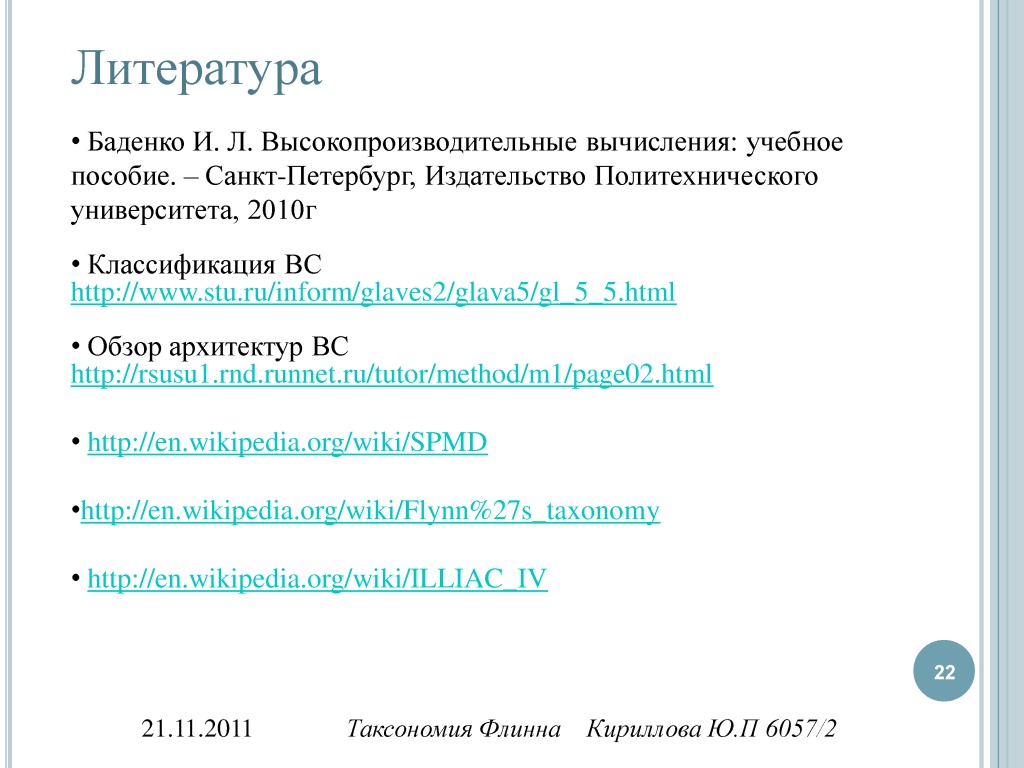 Литература
• Баденко И. Л. Высокопроизводительные вычисления: учебное
пособие. – Санкт-Петербург, Издательство Политехнического
университета, 2010г
• Классификация ВС
http://www.stu.ru/inform/glaves2/glava5/gl_5_5.html
• Обзор архитектур ВС
http://rsusu1.rnd.runnet.ru/tutor/method/m1/page02.html
• http://en.wikipedia.org/wiki/SPMD
•http://en.wikipedia.org/wiki/Flynn%27s_taxonomy
• http://en.wikipedia.org/wiki/ILLIAC_IV
22
21.11.2011 Таксономия Флинна Кириллова Ю.П 6057/2